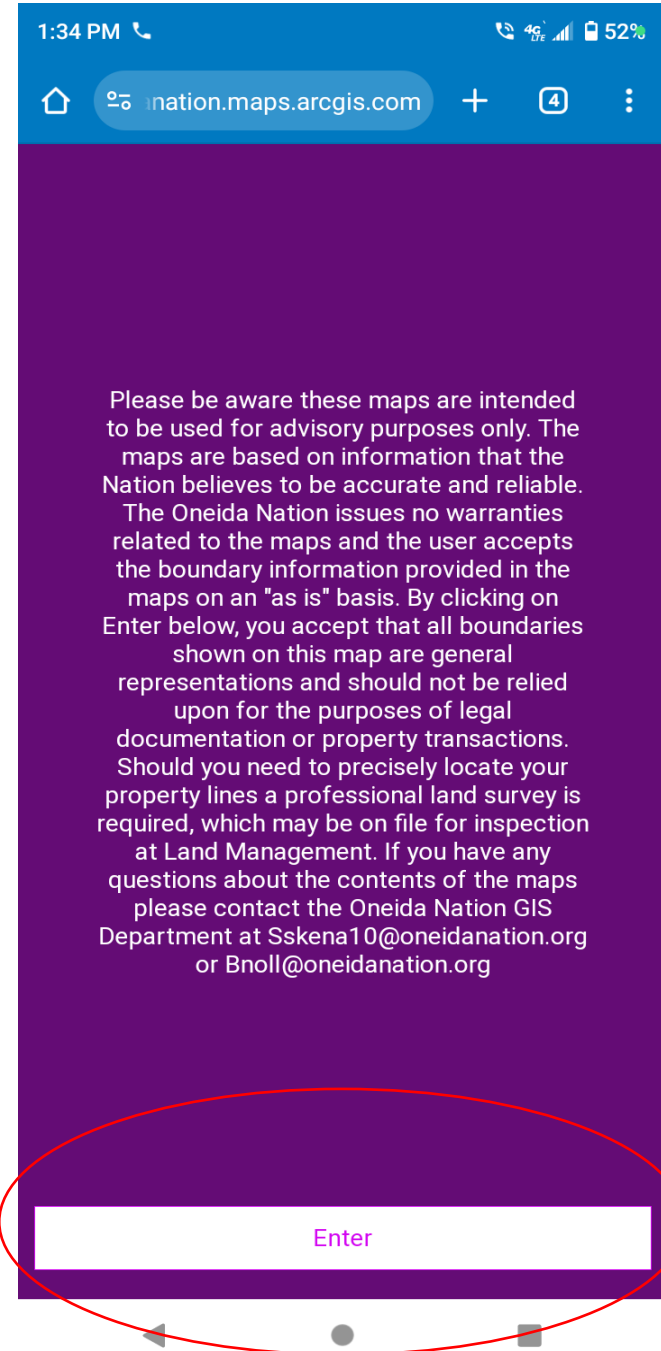 1:34 PM
4G LTE 52%
nation.maps.arcgis.com 4
Please be aware these maps are intended
to be used for advisory purposes only. The
maps are based on information that the
Nation believes to be accurate and reliable.
The Oneida Nation issues no warranties
related to the maps and the user accepts
the boundary information provided in the
maps on an "as is" basis. By clicking on
Enter below, you accept that all boundaries
shown on this map are general
representations and should not be relied
upon for the purposes of legal
documentation or property transactions.
Should you need to precisely locate your
property lines a professional land survey is
required, which may be on file for inspection
at Land Management. If you have any
questions about the contents of the maps
please contact the Oneida Nation GIS
Department at Sskena10@oneidanation.org
or Bnoll@oneidanation.org
Enter